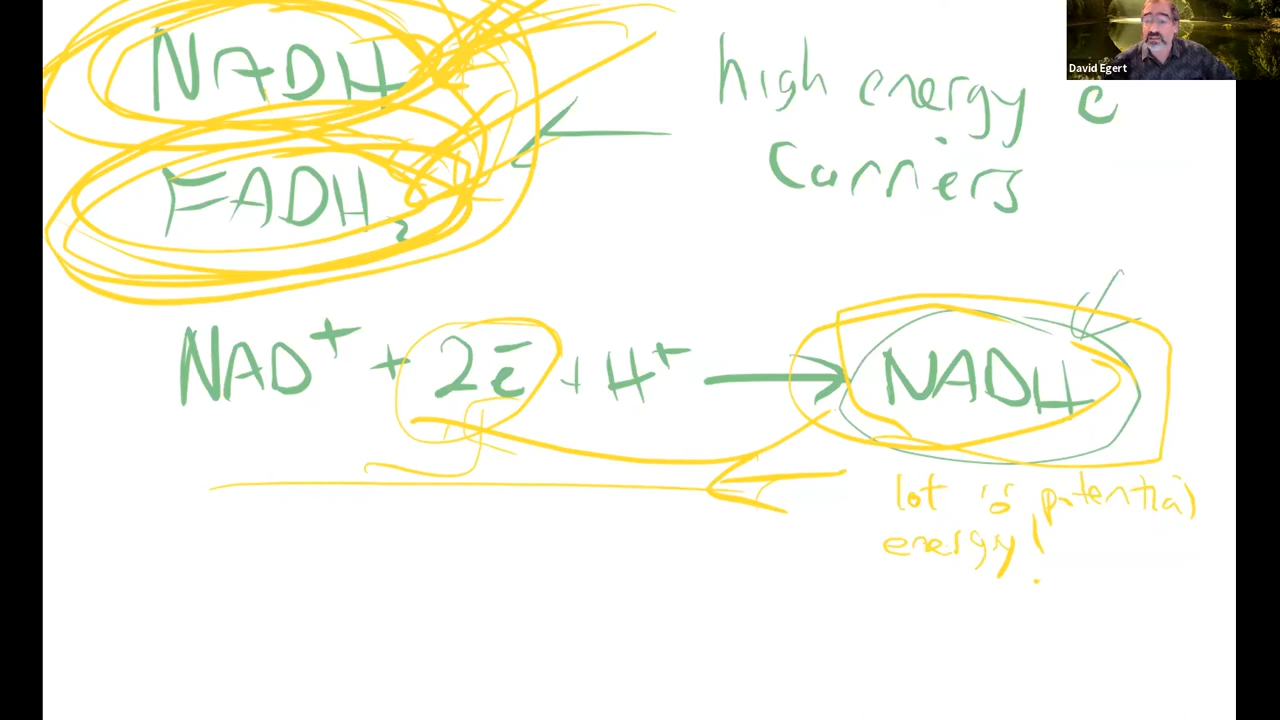 NADH
high energy e
David Egert
FADH2
Carriers
NAD+ + 2e- + H+ → NADH
lot of potential
energy!